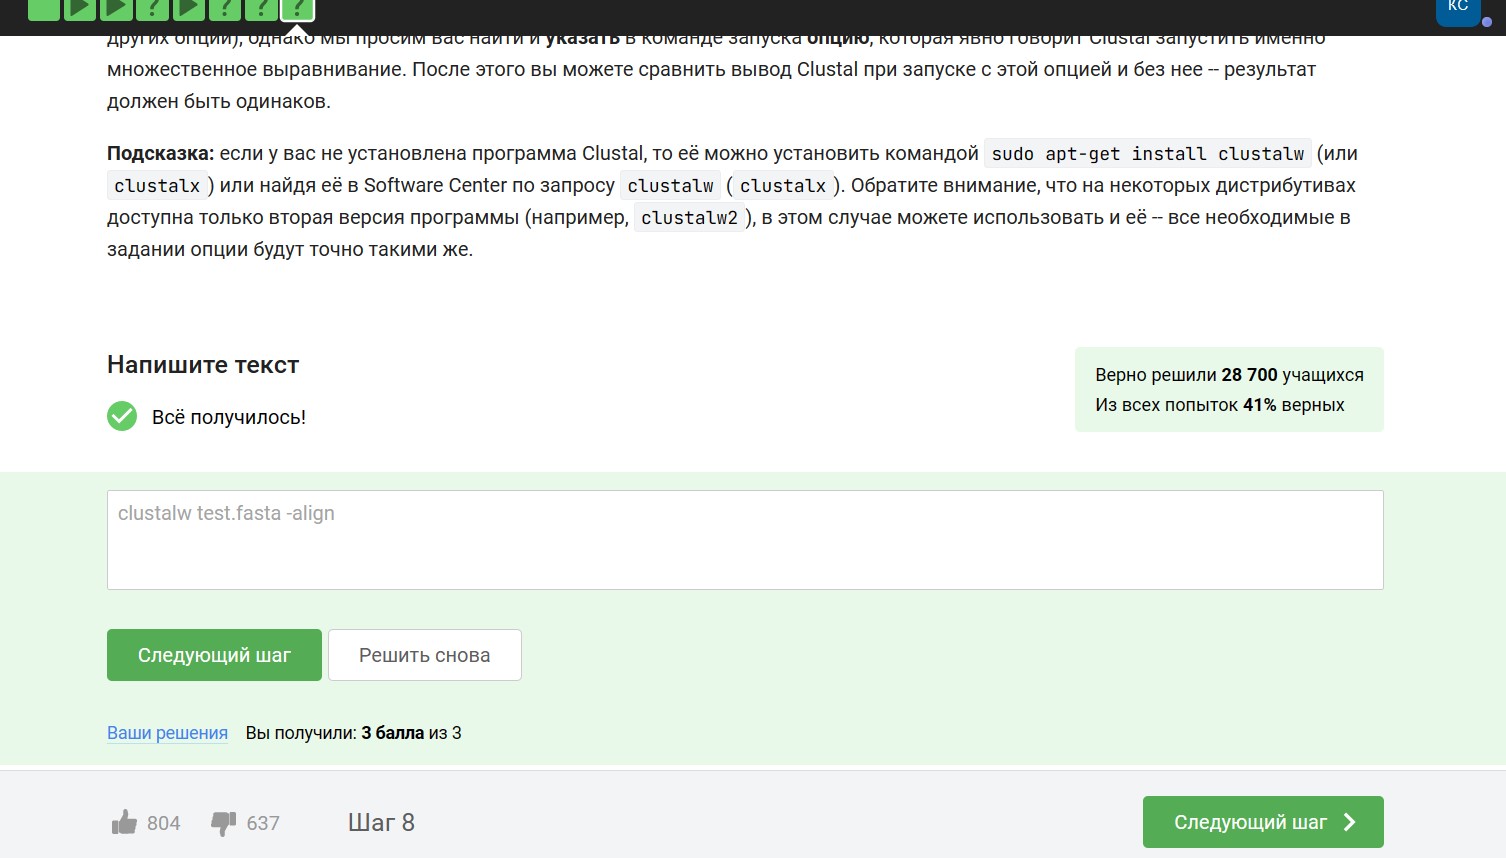 КС
других опций), однако мы просим вас найти и указать в команде запуска опцию, которая явно говорит Clustal запустить именно
множественное выравнивание. После этого вы можете сравнить вывод Clustal при запуске с этой опцией и без нее -- результат
должен быть одинаков.
Подсказка: если у вас не установлена программа Clustal, то её можно установить командой sudo apt-get install clustalw (или
clustalx ) или найдя её в Software Center по запросу clustalw ( clustalx ). Обратите внимание, что на некоторых дистрибутивах
доступна только вторая версия программы (например, clustalw2 ), в этом случае можете использовать и её -- все необходимые в
задании опции будут точно такими же.
Напишите текст
Верно решили 28 700 учащихся
Из всех попыток 41% верных
Всё получилось!
clustalw test.fasta -align
Следующий шаг
Решить снова
Ваши решения Вы получили: 3 балла из 3
804 637 Шаг 8 Следующий шаг